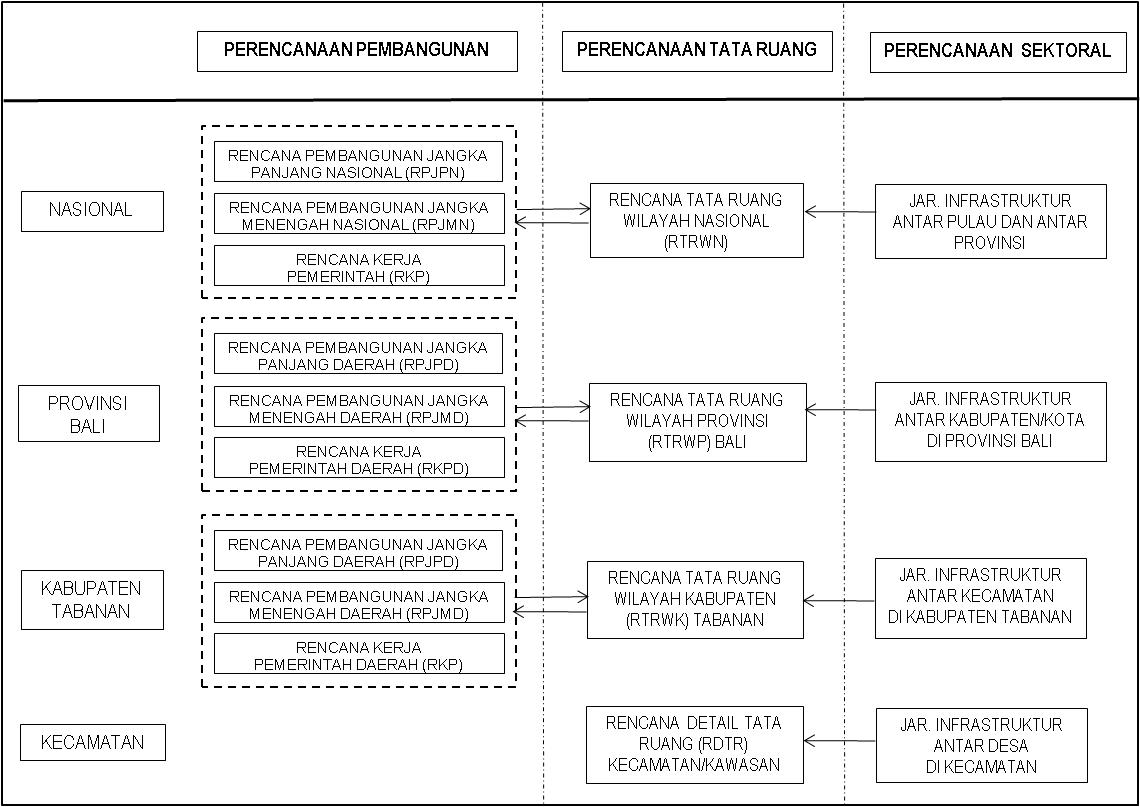 PERENCANAAN PEMBANGUNAN
PERENCANAAN TATA RUANG
PERENCANAAN SEKTORAL
NASIONAL
RENCANA PEMBANGUNAN JANGKA
PANJANG NASIONAL (RPJPN)
RENCANA PEMBANGUNAN JANGKA
MENENGAH NASIONAL (RPJMN)
RENCANA KERJA
PEMERINTAH (RKP)
RENCANA TATA RUANG
WILAYAH NASIONAL
(RTRWN)
JAR. INFRASTRUKTUR
ANTAR PULAU DAN ANTAR
PROVINSI
PROVINSI
BALI
RENCANA PEMBANGUNAN JANGKA
PANJANG DAERAH (RPJPD)
RENCANA PEMBANGUNAN JANGKA
MENENGAH DAERAH (RPJMD)
RENCANA KERJA
PEMERINTAH DAERAH (RKPD)
RENCANA TATA RUANG
WILAYAH PROVINSI
(RTRWP) BALI
JAR. INFRASTRUKTUR
ANTAR KABUPATEN/KOTA
DI PROVINSI BALI
KABUPATEN
TABANAN
RENCANA PEMBANGUNAN JANGKA
PANJANG DAERAH (RPJPD)
RENCANA PEMBANGUNAN JANGKA
MENENGAH DAERAH (RPJMD)
RENCANA KERJA
PEMERINTAH DAERAH (RKP)
RENCANA TATA RUANG
WILAYAH KABUPATEN
(RTRWK) TABANAN
JAR. INFRASTRUKTUR
ANTAR KECAMATAN
DI KABUPATEN TABANAN
KECAMATAN
RENCANA DETAIL TATA
RUANG (RDTR)
KECAMATAN/KAWASAN
JAR. INFRASTRUKTUR
ANTAR DESA
DI KECAMATAN